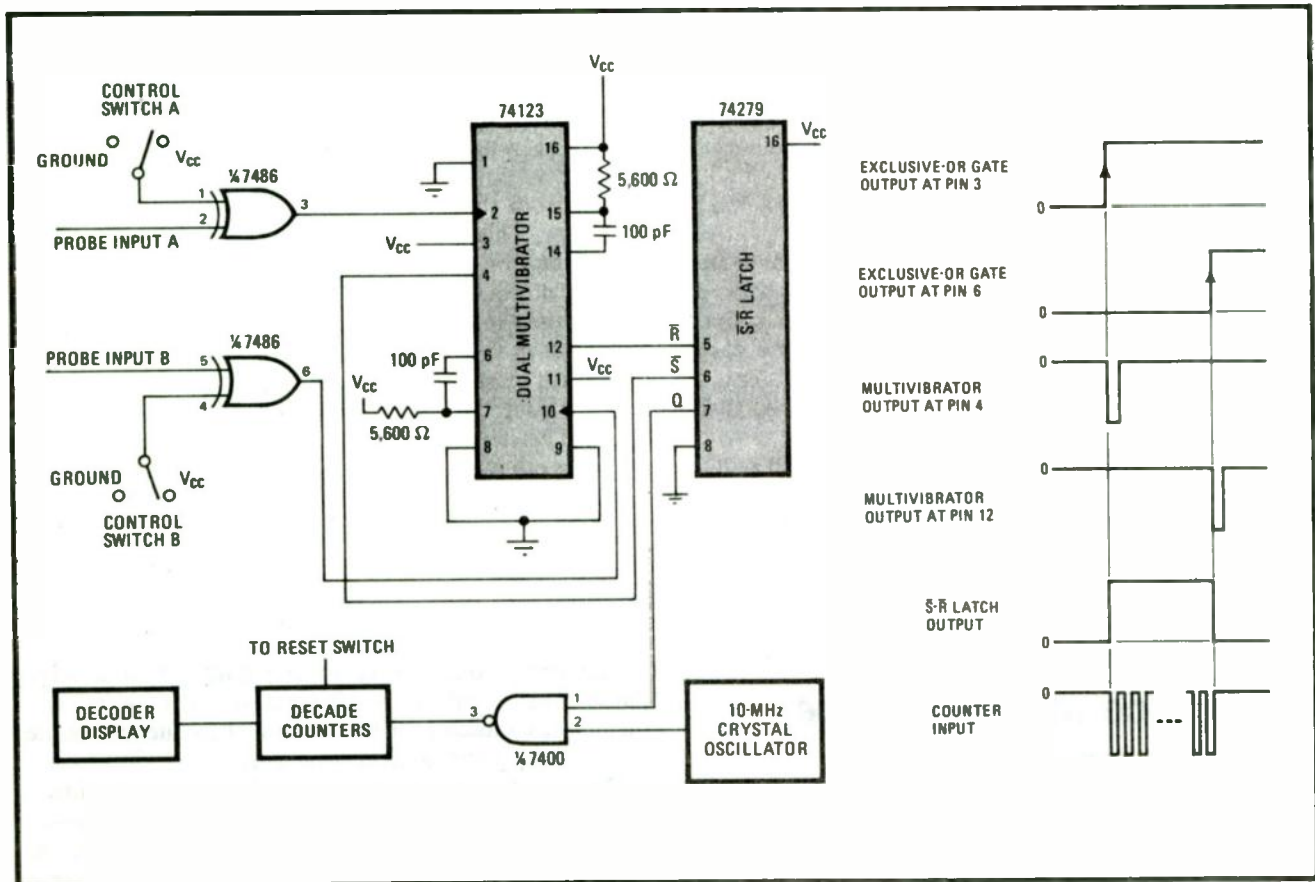 CONTROL
SWITCH A
GROUND
VCC
¼ 7486
1
2
3
PROBE INPUT A
PROBE INPUT B
¼ 7486
5
4
6
GROUND
VCC
CONTROL
SWITCH B
74123
DUAL MULTIVIBRATOR
1
2
VCC
3
4
100 pF
6
VCC
7
5,600 Ω
8
VCC
16
5,600 Ω
15
100 pF
14
12
VCC
11
10
9
74279
S̄-R̄ LATCH
16
VCC
R̄
5
S̄
6
Q
7
8
TO RESET SWITCH
DECODER
DISPLAY
DECADE
COUNTERS
3
1
2
¼ 7400
10-MHz
CRYSTAL
OSCILLATOR
EXCLUSIVE-OR GATE
OUTPUT AT PIN 3
0
EXCLUSIVE-OR GATE
OUTPUT AT PIN 6
0
MULTIVIBRATOR
OUTPUT AT PIN 4
0
MULTIVIBRATOR
OUTPUT AT PIN 12
0
S̄-R̄ LATCH
OUTPUT
0
COUNTER
INPUT
0